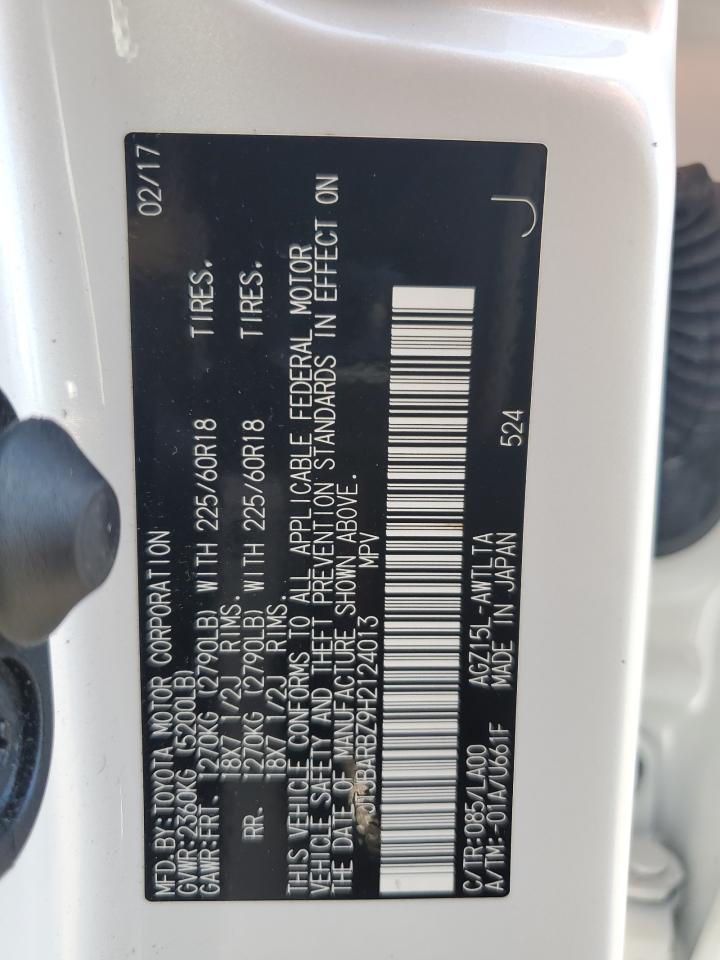 MFD.BY:TOYOTA MOTOR CORPORATION 02/17
GVWR:2360KG (5200LB)
GAWR:FRT. 1270KG (2790LB) WITH 225/60R18 TIRES.
18X7 1/2J RIMS.
RR. 1270KG (2790LB) WITH 225/60R18 TIRES.
18X7 1/2J RIMS.
THIS VEHICLE CONFORMS TO ALL APPLICABLE FEDERAL MOTOR
VEHICLE SAFETY AND THEFT PREVENTION STANDARDS IN EFFECT ON
THE DATE OF MANUFACTURE SHOWN ABOVE.
JTJBARBZ9H2124013 MPV
C/TR:085/LA00 AGZ15L-AWTLTA
A/TM:-01A/U661F MADE IN JAPAN 524 J